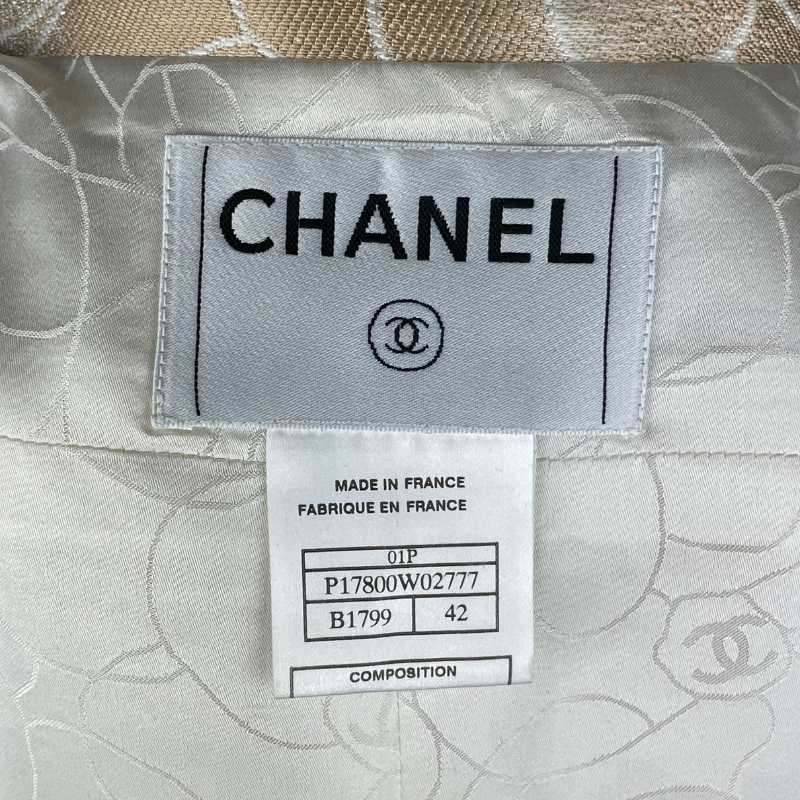 CHANEL
MADE IN FRANCE
FABRIQUE EN FRANCE
01P
P17800W02777
B1799 42
COMPOSITION